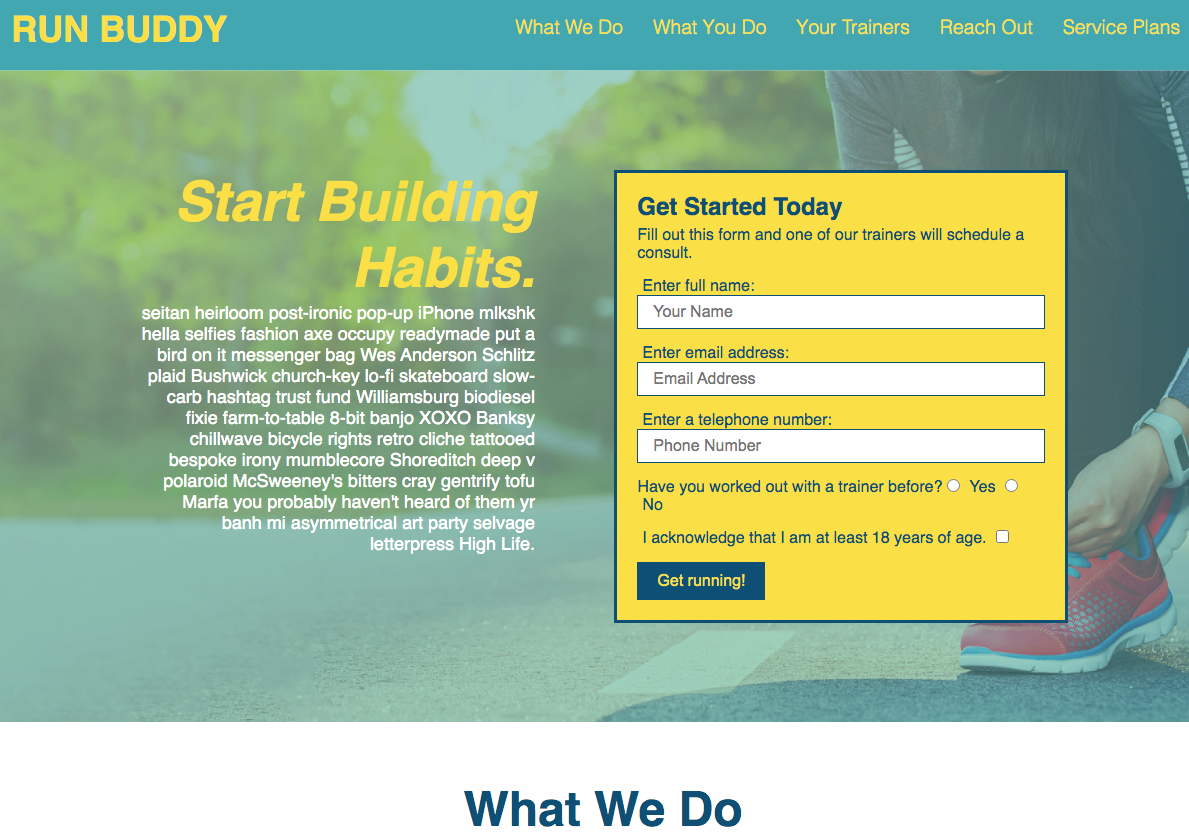 RUN BUDDY
What We Do What You Do Your Trainers Reach Out Service Plans
Start Building
Habits.
seitan heirloom post-ironic pop-up iPhone mlkshk
hella selfies fashion axe occupy readymade put a
bird on it messenger bag Wes Anderson Schlitz
plaid Bushwick church-key lo-fi skateboard slow-
carb hashtag trust fund Williamsburg biodiesel
fixie farm-to-table 8-bit banjo XOXO Banksy
chillwave bicycle rights retro cliche tattooed
bespoke irony mumblecore Shoreditch deep v
polaroid McSweeney's bitters cray gentrify tofu
Marfa you probably haven't heard of them yr
banh mi asymmetrical art party selvage
letterpress High Life.
Get Started Today
Fill out this form and one of our trainers will schedule a
consult.
Enter full name:
Your Name
Enter email address:
Email Address
Enter a telephone number:
Phone Number
Have you worked out with a trainer before? Yes
No
I acknowledge that I am at least 18 years of age.
Get running!
What We Do